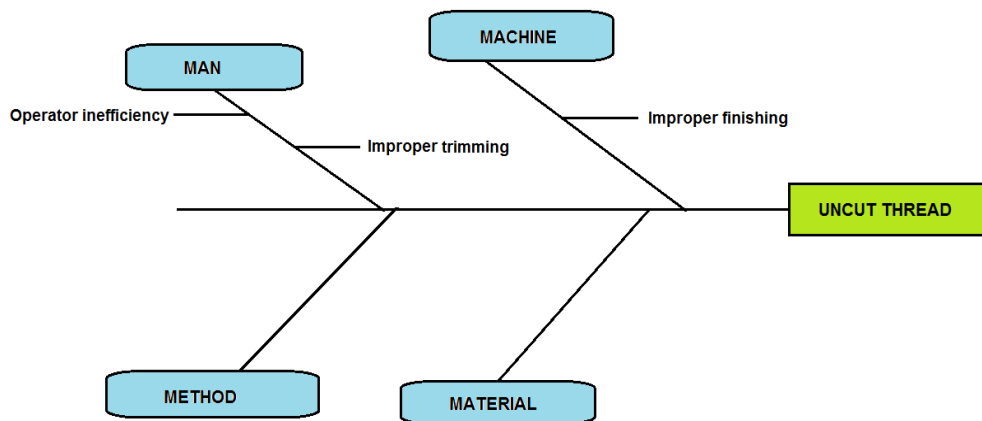 MACHINE
MAN
Operator inefficiency
Improper trimming
Improper finishing
UNCUT THREAD
METHOD
MATERIAL